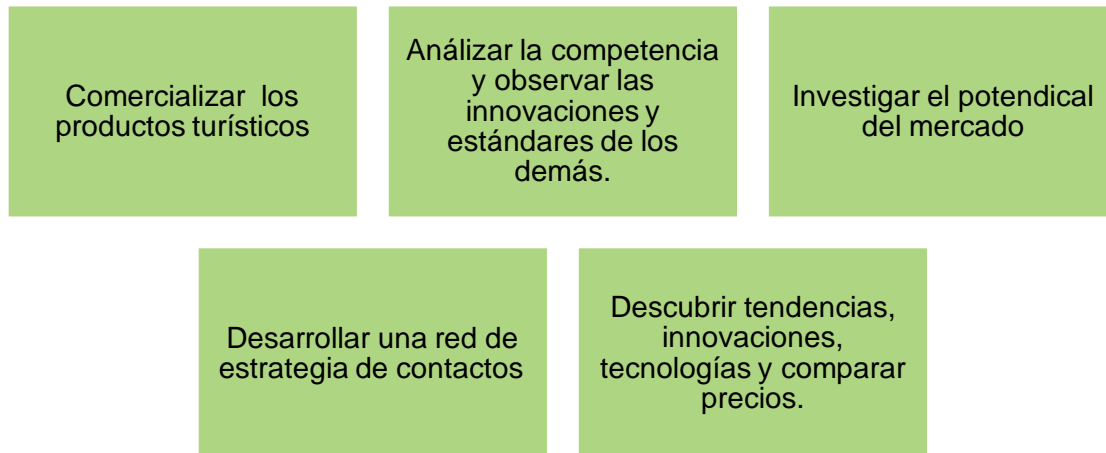 Comercializar los
productos turísticos
Análizar la competencia
y observar las
innovaciones y
estándares de los
demás.
Investigar el potendical
del mercado
Desarrollar una red de
estrategia de contactos
Descubrir tendencias,
innovaciones,
tecnologías y comparar
precios.